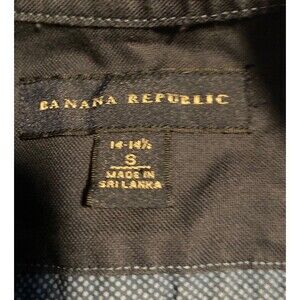 BANANA REPUBLIC
14-14½
S
MADE IN
SRI LANKA